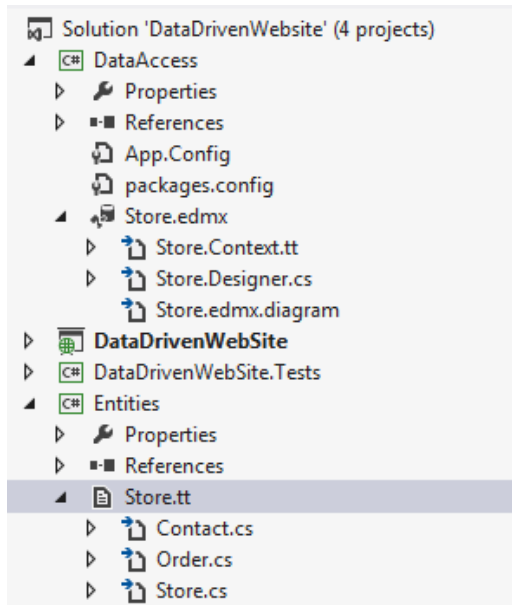 Solution 'DataDrivenWebsite' (4 projects)
C# DataAccess
Properties
References
App.Config
packages.config
Store.edmx
Store.Context.tt
Store.Designer.cs
Store.edmx.diagram
DataDrivenWebSite
C# DataDrivenWebSite.Tests
C# Entities
Properties
References
Store.tt
Contact.cs
Order.cs
Store.cs